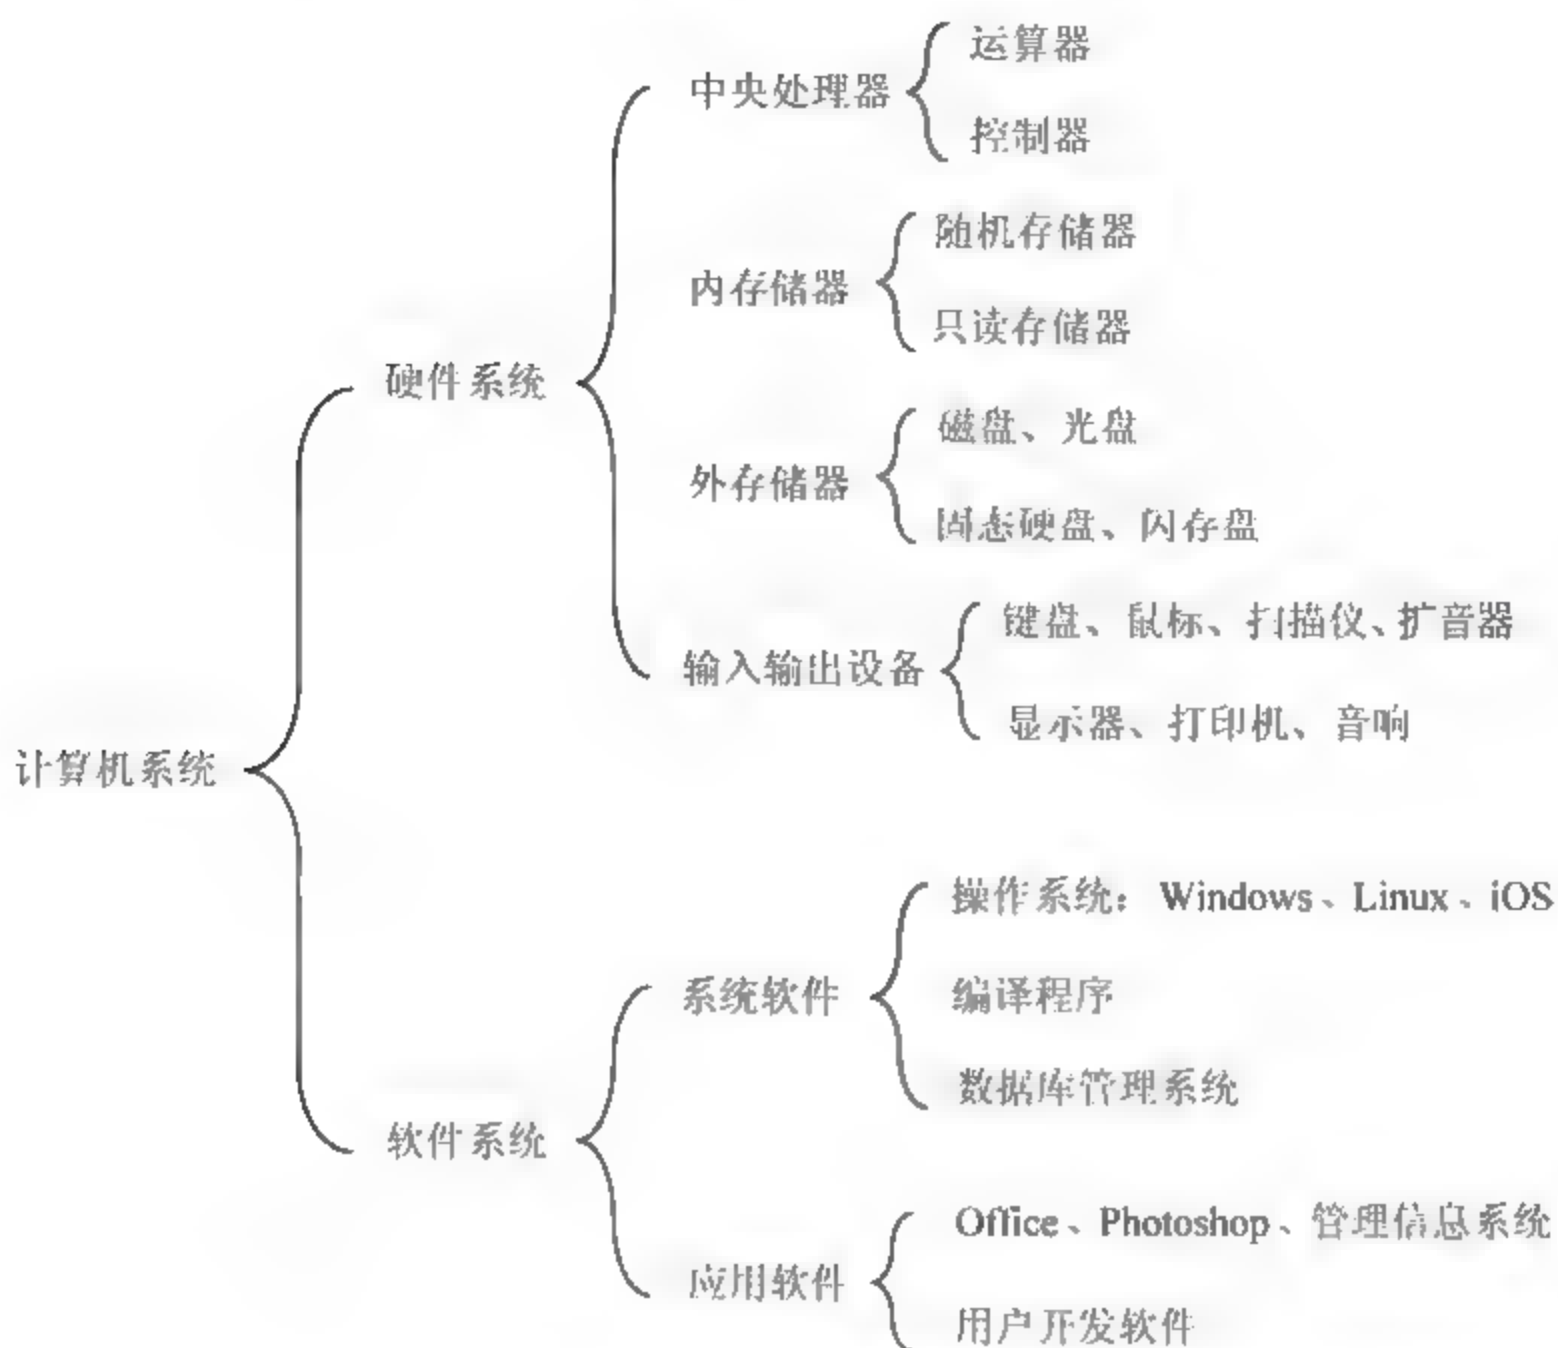 计算机系统
硬件系统
中央处理器
运算器
控制器
内存储器
随机存储器
只读存储器
外存储器
磁盘、光盘
固态硬盘、闪存盘
输入输出设备
键盘、鼠标、扫描仪、扩音器
显示器、打印机、音响
软件系统
系统软件
操作系统： Windows、Linux、iOS
编译程序
数据库管理系统
应用软件
Office、Photoshop、管理信息系统
用户开发软件